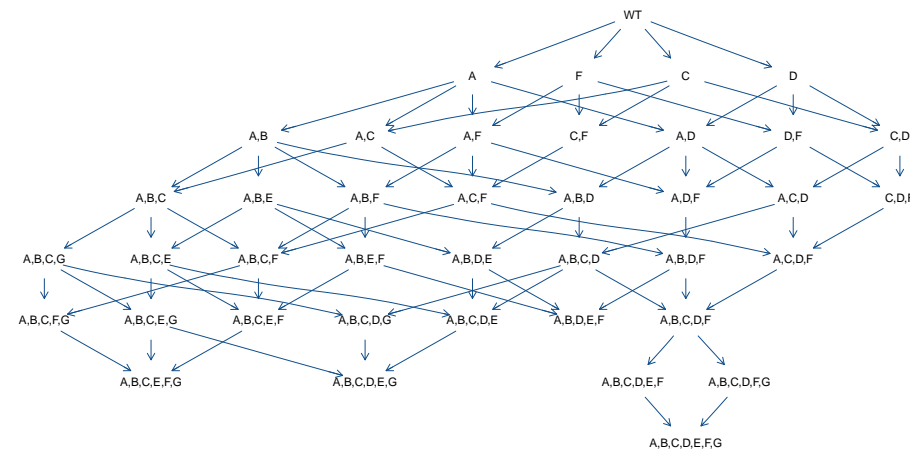 WT
A F C D
A,B A,C A,F C,F A,D D,F C,D
A,B,C A,B,E A,B,F A,C,F A,B,D A,D,F A,C,D C,D,F
A,B,C,G A,B,C,E A,B,C,F A,B,E,F A,B,D,E A,B,C,D A,B,D,F A,C,D,F
A,B,C,F,G A,B,C,E,G A,B,C,E,F A,B,C,D,G A,B,C,D,E A,B,D,E,F A,B,C,D,F
A,B,C,E,F,G A,B,C,D,E,G A,B,C,D,E,F A,B,C,D,F,G
A,B,C,D,E,F,G